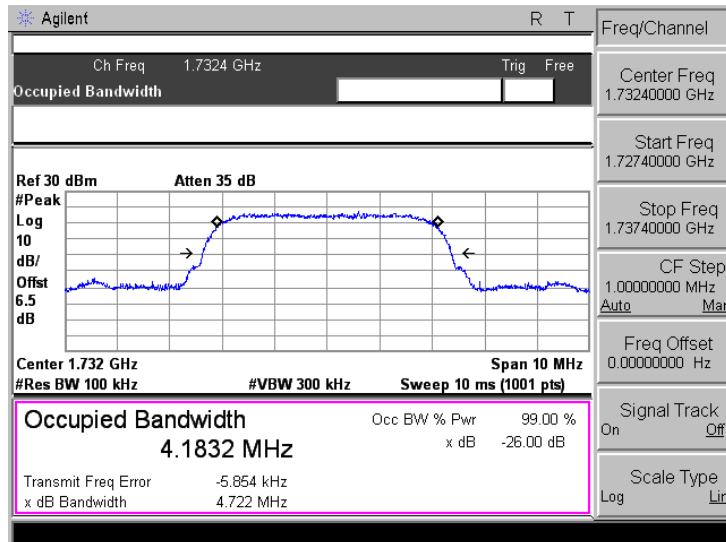 Agilent R T
Ch Freq 1.7324 GHz Trig Free
Occupied Bandwidth
Ref 30 dBm Atten 35 dB
#Peak
Log
10
dB/
Offst
6.5
dB
Center 1.732 GHz Span 10 MHz
#Res BW 100 kHz #VBW 300 kHz Sweep 10 ms (1001 pts)
Occupied Bandwidth Occ BW % Pwr 99.00 %
4.1832 MHz x dB -26.00 dB
Transmit Freq Error -5.854 kHz
x dB Bandwidth 4.722 MHz
Freq/Channel
Center Freq
1.73240000 GHz
Start Freq
1.72740000 GHz
Stop Freq
1.73740000 GHz
CF Step
1.00000000 MHz
Auto Man
Freq Offset
0.00000000 Hz
Signal Track
On Off
Scale Type
Log Lin